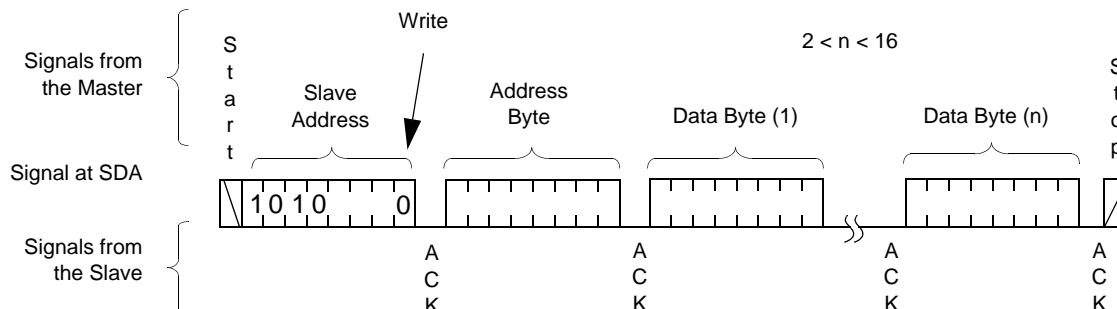 Write
2 < n < 16
Signals from
the Master
S
t
a
r
t
Slave
Address
Address
Byte
Data Byte (1)
Data Byte (n)
S
t
o
p
Signal at SDA
1 0 1 0 0
Signals from
the Slave
A
C
K
A
C
K
A
C
K
A
C
K